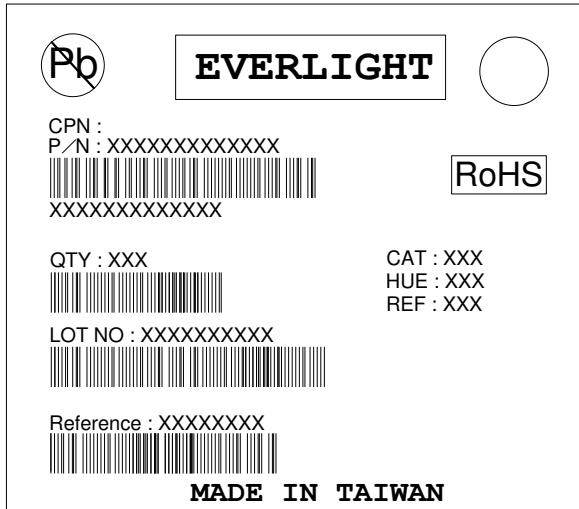 Pb
EVERLIGHT
CPN :
P/N : XXXXXXXXXXXXX
RoHS
XXXXXXXXXXXXX
QTY : XXX
CAT : XXX
HUE : XXX
REF : XXX
LOT NO : XXXXXXXXXX
Reference : XXXXXXXX
MADE IN TAIWAN